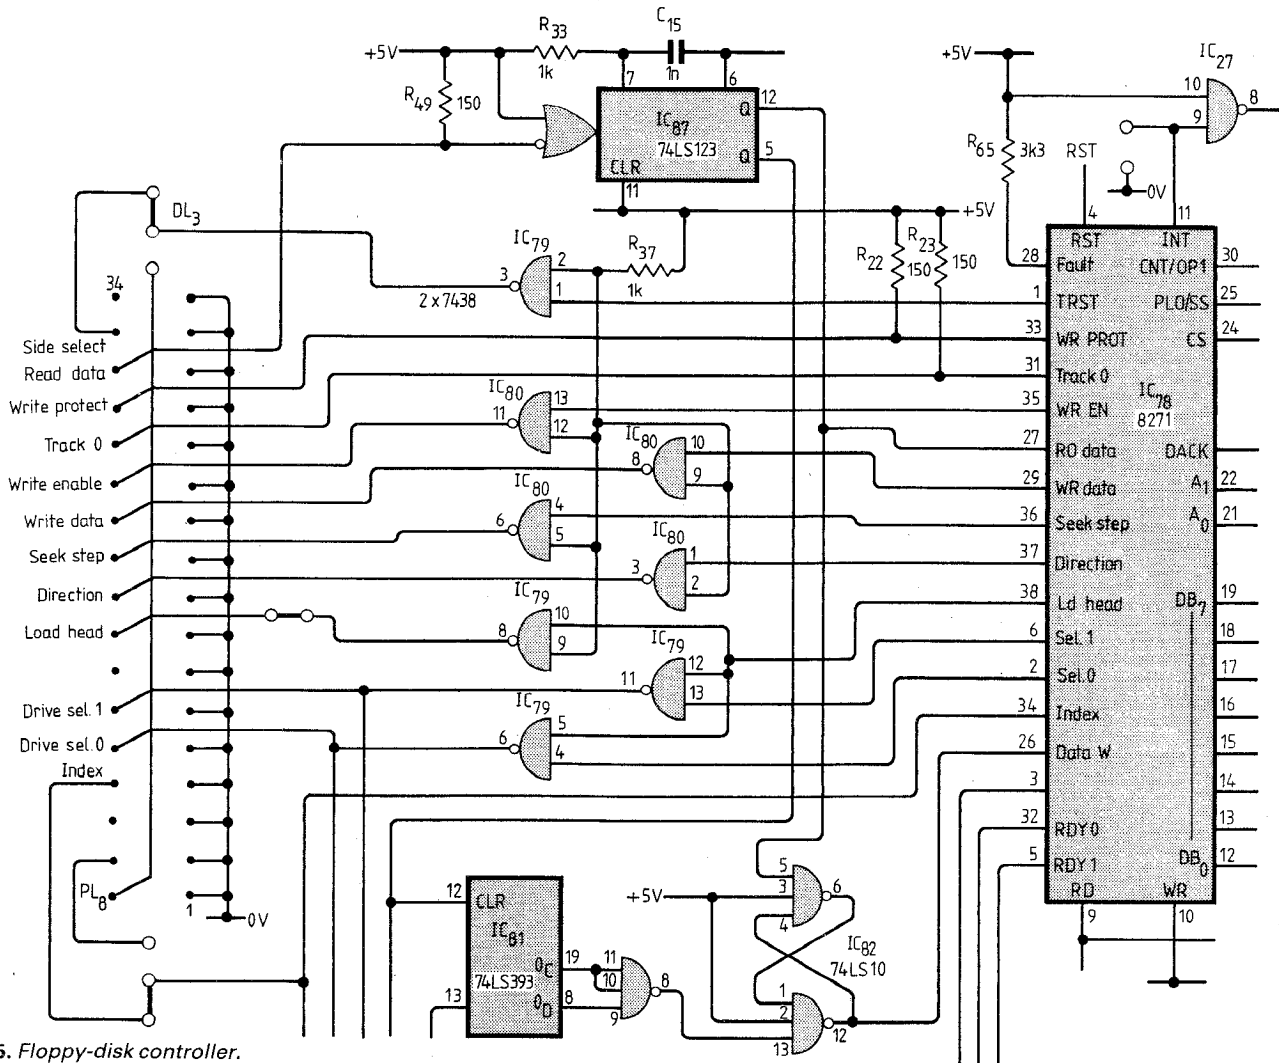 +5V
R33
1k
C15
1n
7
6
R49
150
IC87
74LS123
Q
12
Q
5
CLR
11
+5V
IC27
10
9
8
R65
3k3
RST
0V
4
11
DL3
IC79
3
2
1
2 x 7438
R37
1k
+5V
R22
150
R23
150
34
Side select
Read data
Write protect
Track 0
Write enable
Write data
Seek step
Direction
Load head
Drive sel.1
Drive sel.0
Index
PL8
1
0V
IC80
11
13
12
IC80
8
10
9
IC80
6
4
5
IC80
3
1
2
IC79
8
10
9
IC79
11
12
13
IC79
6
5
4
RST
INT
28
Fault
CNT/OP1
30
1
TRST
PLO/SS
25
33
WR PROT
CS
24
31
Track 0
IC78
8271
35
WR EN
27
RO data
DACK
29
WR data
A1
22
36
Seek step
A0
21
37
Direction
38
Ld head
DB7
19
6
Sel.1
18
2
Sel.0
17
34
Index
16
26
Data W
15
3
14
32
RDY0
13
5
RDY1
DB0
12
RD
WR
9
10
12
CLR
IC81
74LS393
13
0C
19
0D
8
11
10
9
8
+5V
5
3
4
6
IC82
74LS10
1
2
13
12
5. Floppy-disk controller.